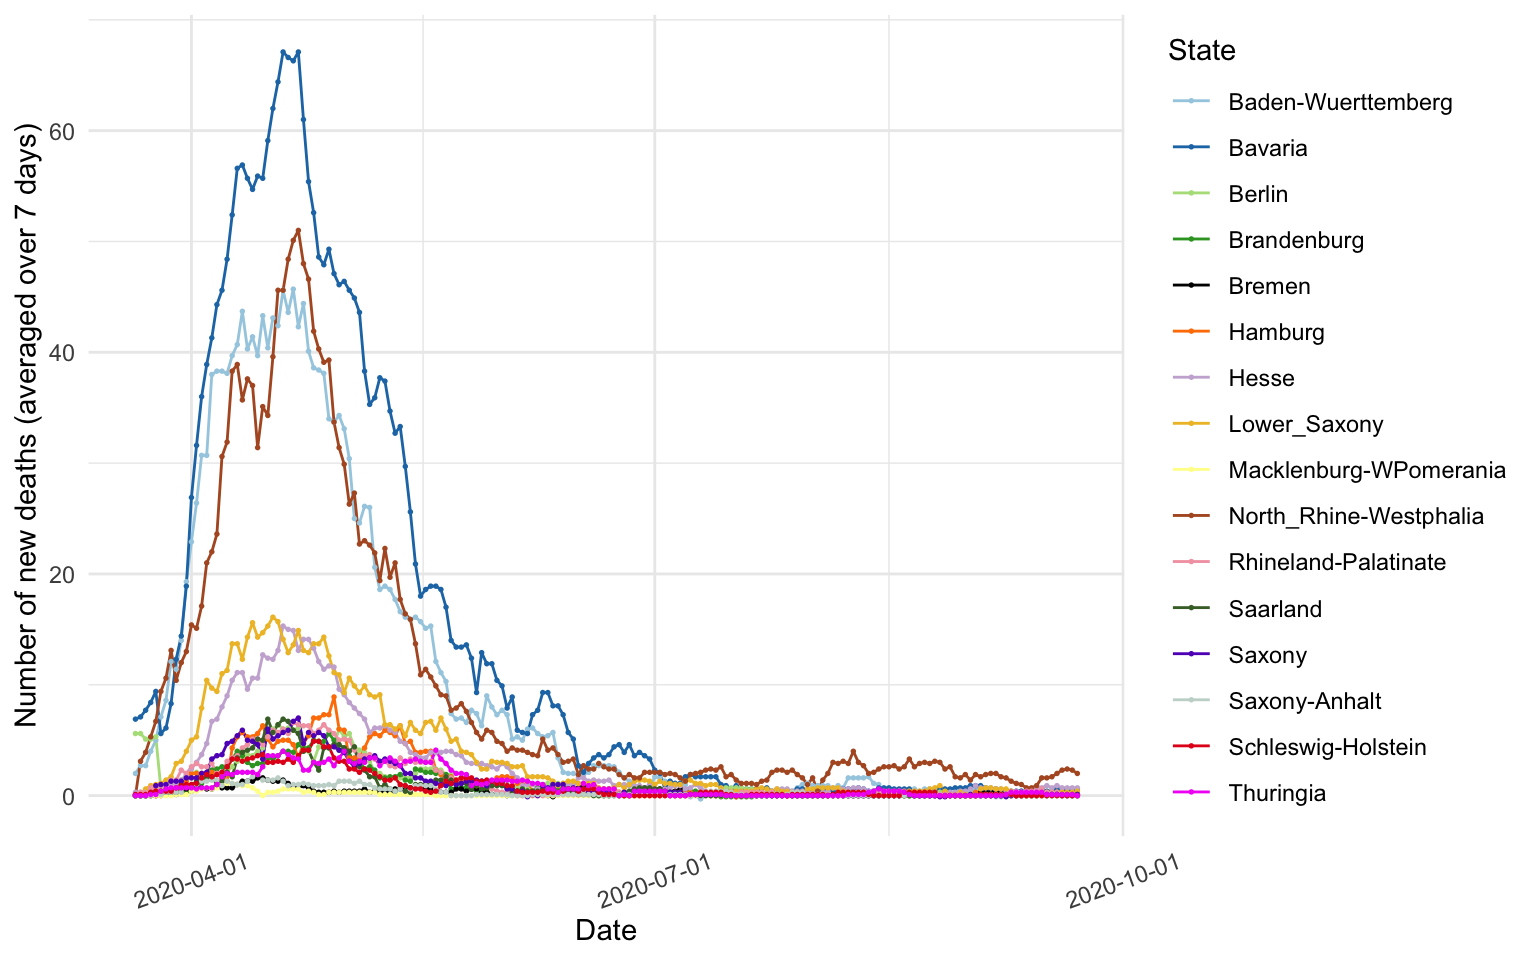 Number of new deaths (averaged over 7 days)
60
40
20
0
2020-04-01
2020-07-01
2020-10-01
Date
State
Baden-Wuerttemberg
Bavaria
Berlin
Brandenburg
Bremen
Hamburg
Hesse
Lower_Saxony
Macklenburg-WPomerania
North_Rhine-Westphalia
Rhineland-Palatinate
Saarland
Saxony
Saxony-Anhalt
Schleswig-Holstein
Thuringia